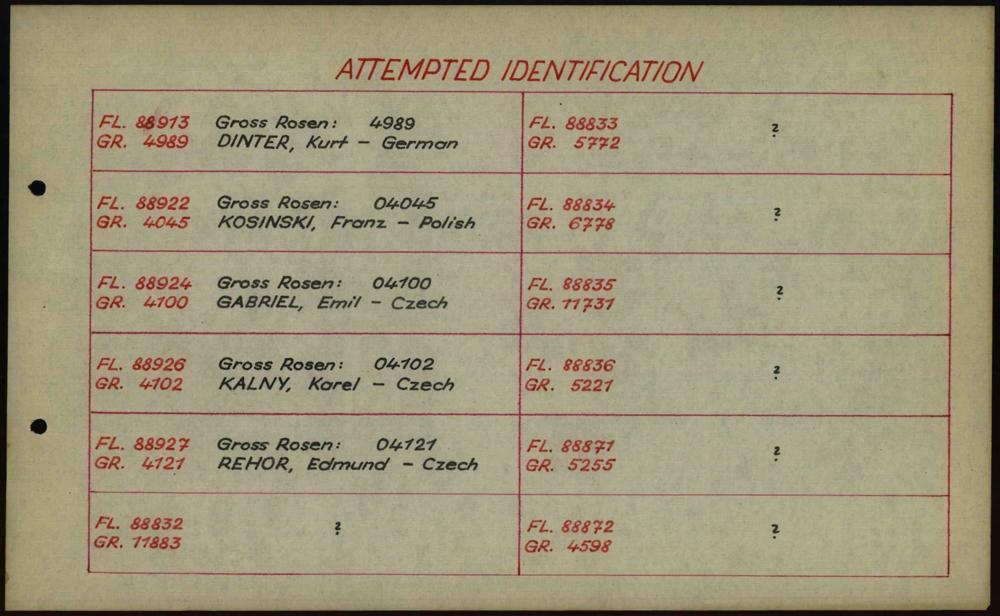 ATTEMPTED IDENTIFICATION
FL. 88913 Gross Rosen: 4989
GR. 4989 DINTER, Kurt - German
FL. 88922 Gross Rosen: 04045
GR. 4045 KOSINSKI, Franz - Polish
FL. 88924 Gross Rosen: 04100
GR. 4100 GABRIEL, Emil - Czech
FL. 88926 Gross Rosen: 04102
GR. 4102 KALNY, Karel - Czech
FL. 88927 Gross Rosen: 04121
GR. 4121 REHOR, Edmund - Czech
FL. 88832 ?
GR. 11883
FL. 88833 ?
GR. 5772
FL. 88834 ?
GR. 6778
FL. 88835 ?
GR. 11731
FL. 88836 ?
GR. 5221
FL. 88871 ?
GR. 5255
FL. 88872 ?
GR. 4598